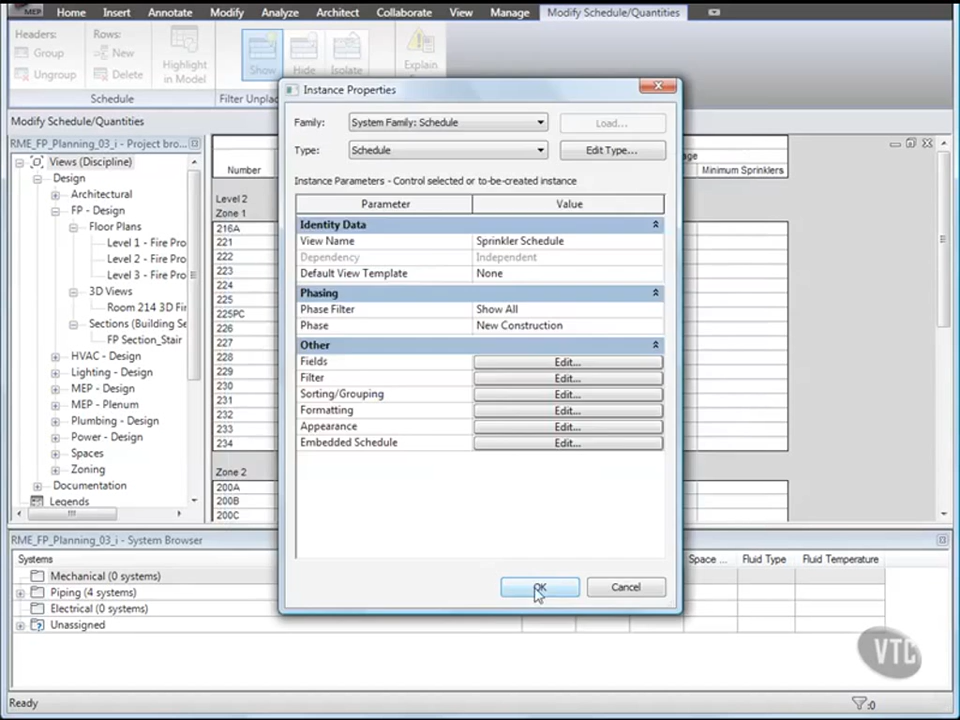 MEP Home Insert Annotate Modify Analyze Architect Collaborate View Manage Modify Schedule/Quantities
Headers: Rows:
Group New
Ungroup Delete
Highlight in Model
Show Hide Isolate Explain
Schedule Filter Unplac
Modify Schedule/Quantities
RME_FP_Planning_03_i - Project bro...
Views (Discipline)
Design
Architectural
FP - Design
Floor Plans
Level 1 - Fire Pro
Level 2 - Fire Pro
Level 3 - Fire Pro
3D Views
Room 214 3D Fi
Sections (Building Se
FP Section_Stair
HVAC - Design
Lighting - Design
MEP - Design
MEP - Plenum
Plumbing - Design
Power - Design
Spaces
Zoning
Documentation
Legends
Number
Minimum Sprinklers
Level 2
Zone 1
216A
221
222
223
224
225
225PC
226
227
228
229
230
231
232
233
234
Zone 2
200A
200B
200C
Instance Properties
Family: System Family: Schedule Load...
Type: Schedule Edit Type...
Instance Parameters - Control selected or to-be-created instance
Parameter Value
Identity Data
View Name Sprinkler Schedule
Dependency Independent
Default View Template None
Phasing
Phase Filter Show All
Phase New Construction
Other
Fields Edit...
Filter Edit...
Sorting/Grouping Edit...
Formatting Edit...
Appearance Edit...
Embedded Schedule Edit...
OK Cancel
RME_FP_Planning_03_i - System Browser
Systems Space ... Fluid Type Fluid Temperature
Mechanical (0 systems)
Piping (4 systems)
Electrical (0 systems)
Unassigned
VTC
Ready :0